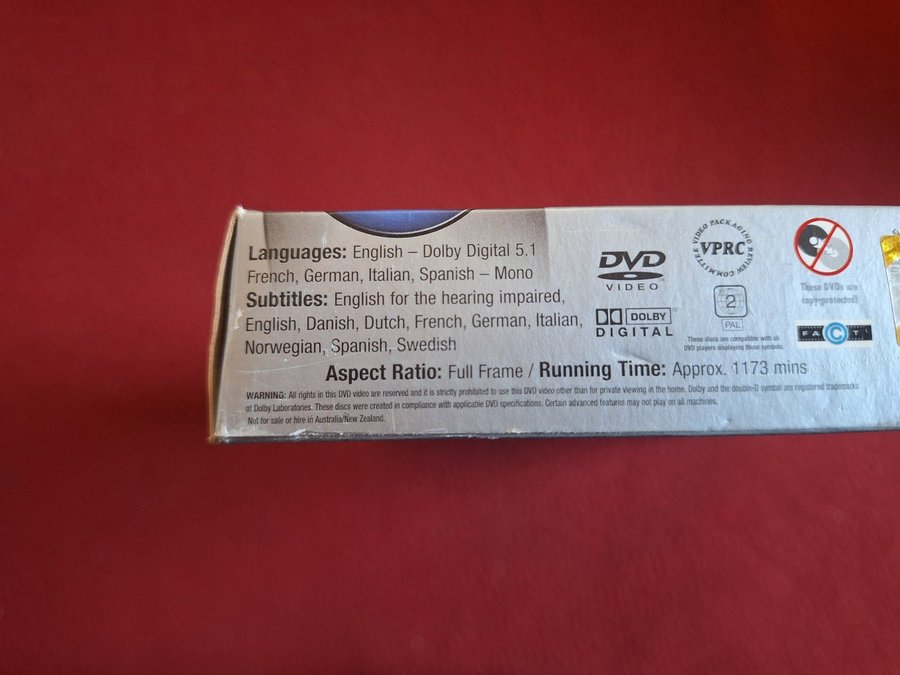 Languages: English – Dolby Digital 5.1
French, German, Italian, Spanish – Mono
Subtitles: English for the hearing impaired,
English, Danish, Dutch, French, German, Italian,
Norwegian, Spanish, Swedish
Aspect Ratio: Full Frame / Running Time: Approx. 1173 mins
WARNING: All rights in this DVD video are reserved and it is strictly prohibited to use this DVD video other than for private viewing in the home. Dolby and the double-D symbol are registered trademarks
of Dolby Laboratories. These discs were created in compliance with applicable DVD specifications. Certain advanced features may not play on all machines.
Not for sale or hire in Australia/New Zealand.
DVD
VIDEO™
DOLBY®
DIGITAL
VIDEO PACKAGING REVIEW COMMITTEE
VPRC
2
PAL
These discs are compatible with all
DVD players displaying these symbols.
These DVDs are
copy-protected!
FACT